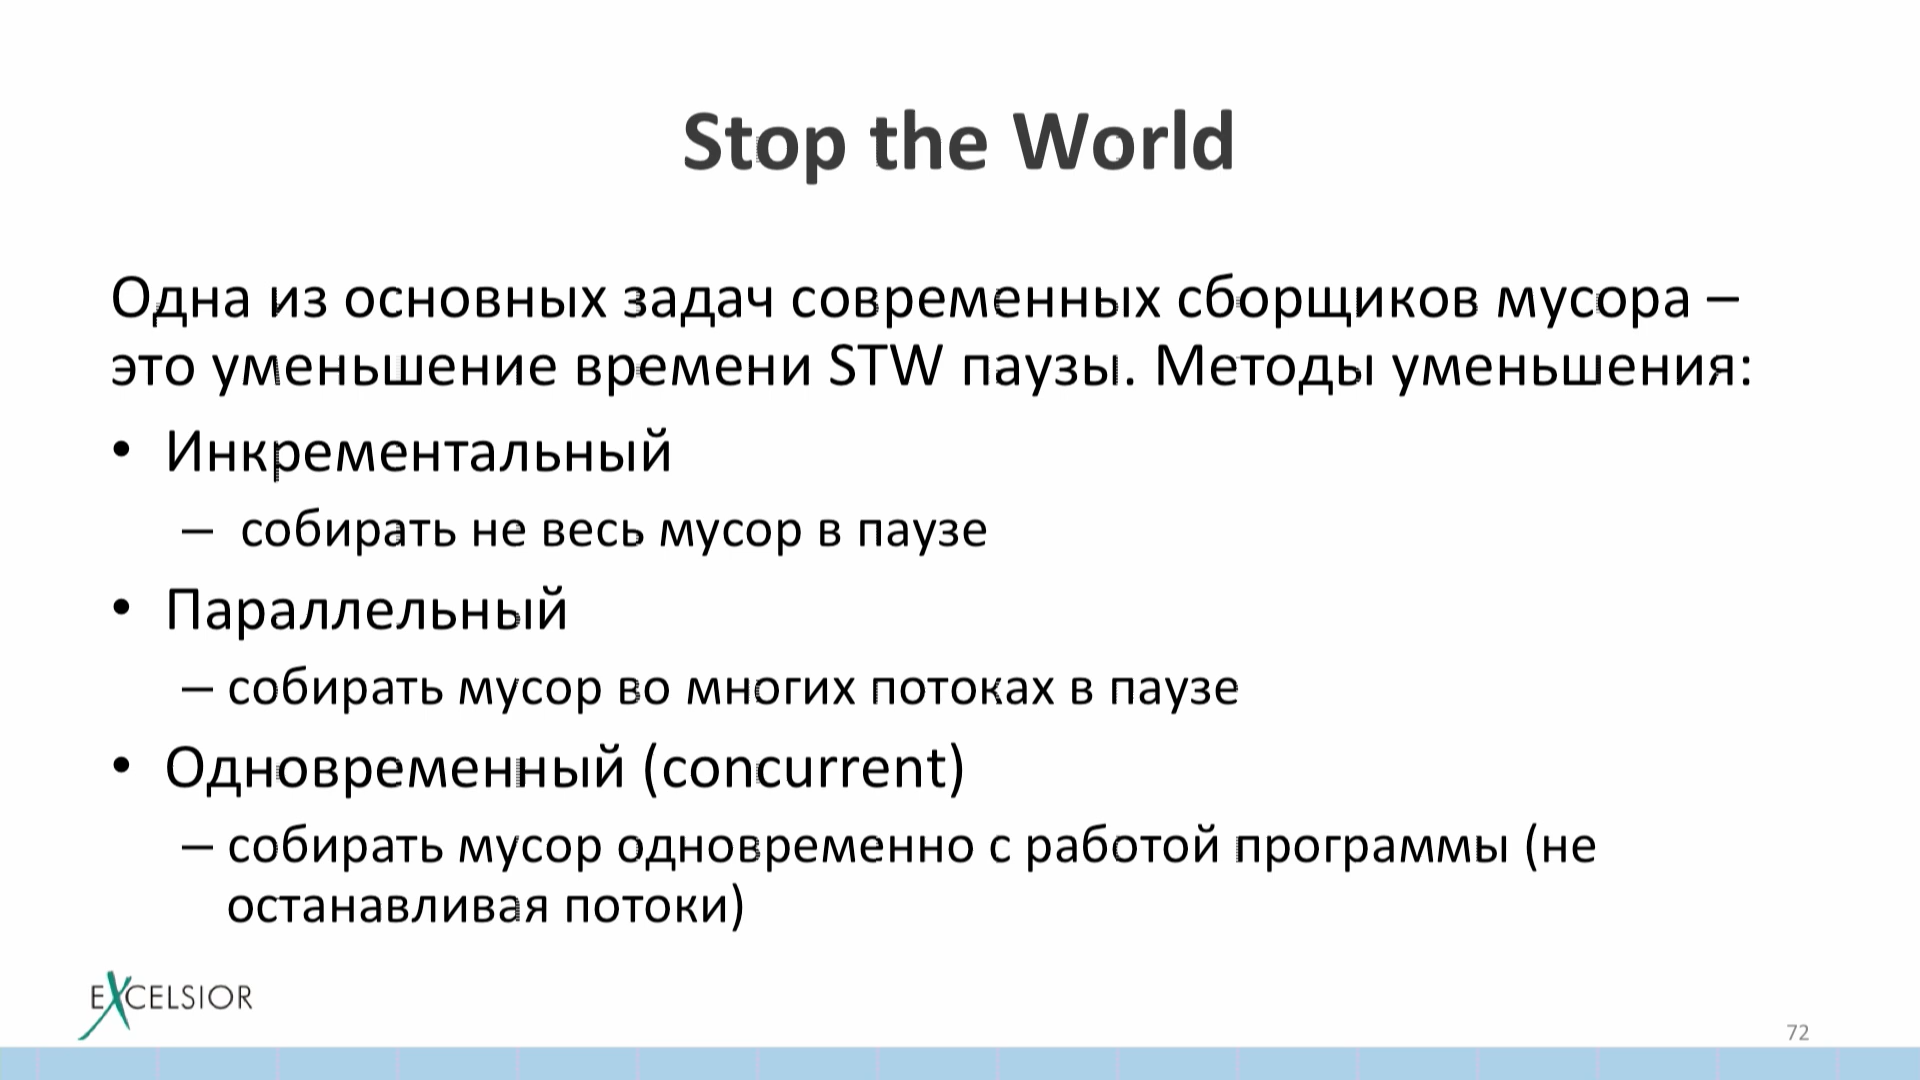 Stop the World
Одна из основных задач современных сборщиков мусора –
это уменьшение времени STW паузы. Методы уменьшения:
• Инкрементальный
– собирать не весь мусор в паузе
• Параллельный
– собирать мусор во многих потоках в паузе
• Одновременный (concurrent)
– собирать мусор одновременно с работой программы (не
останавливая потоки)
EXCELSIOR
72